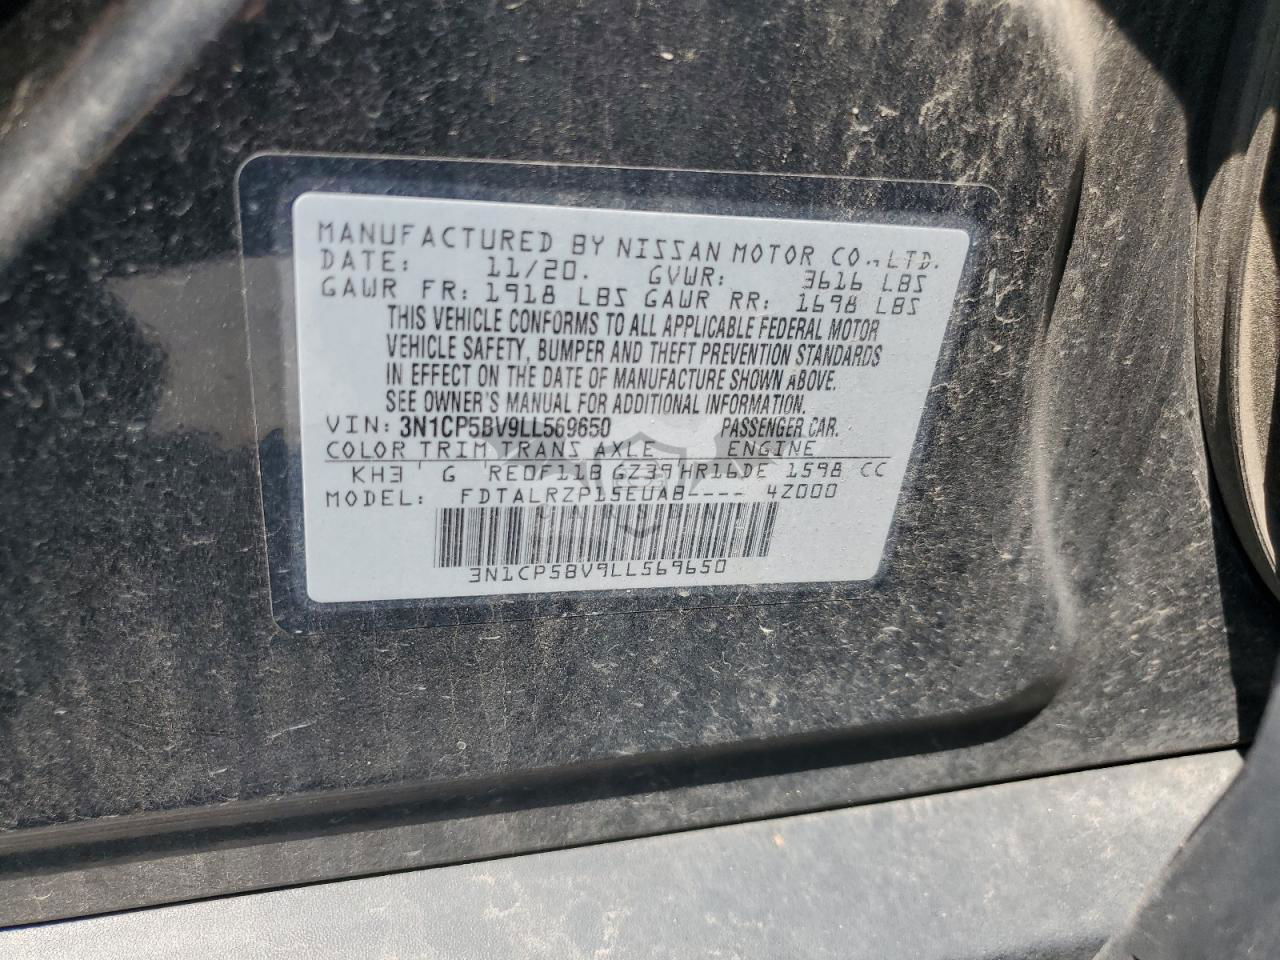 MANUFACTURED BY NISSAN MOTOR CO., LTD.
DATE: 11/20. GVWR: 3616 LBS
GAWR FR: 1918 LBS GAWR RR: 1698 LBS
THIS VEHICLE CONFORMS TO ALL APPLICABLE FEDERAL MOTOR
VEHICLE SAFETY, BUMPER AND THEFT PREVENTION STANDARDS
IN EFFECT ON THE DATE OF MANUFACTURE SHOWN ABOVE.
SEE OWNER'S MANUAL FOR ADDITIONAL INFORMATION.
VIN: 3N1CP5BV9LL569650 PASSENGER CAR.
COLOR TRIM TRANS AXLE ENGINE
KH3 G RE0F11B GZ39 HR16DE 1598 CC
MODEL: FDTALRZP15EUAB---- 4Z000
3N1CP5BV9LL569650